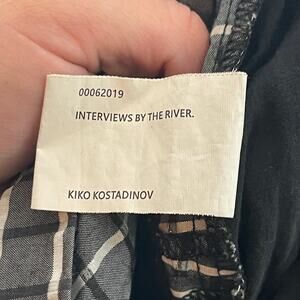 00062019
INTERVIEWS BY THE RIVER.
KIKO KOSTADINOV